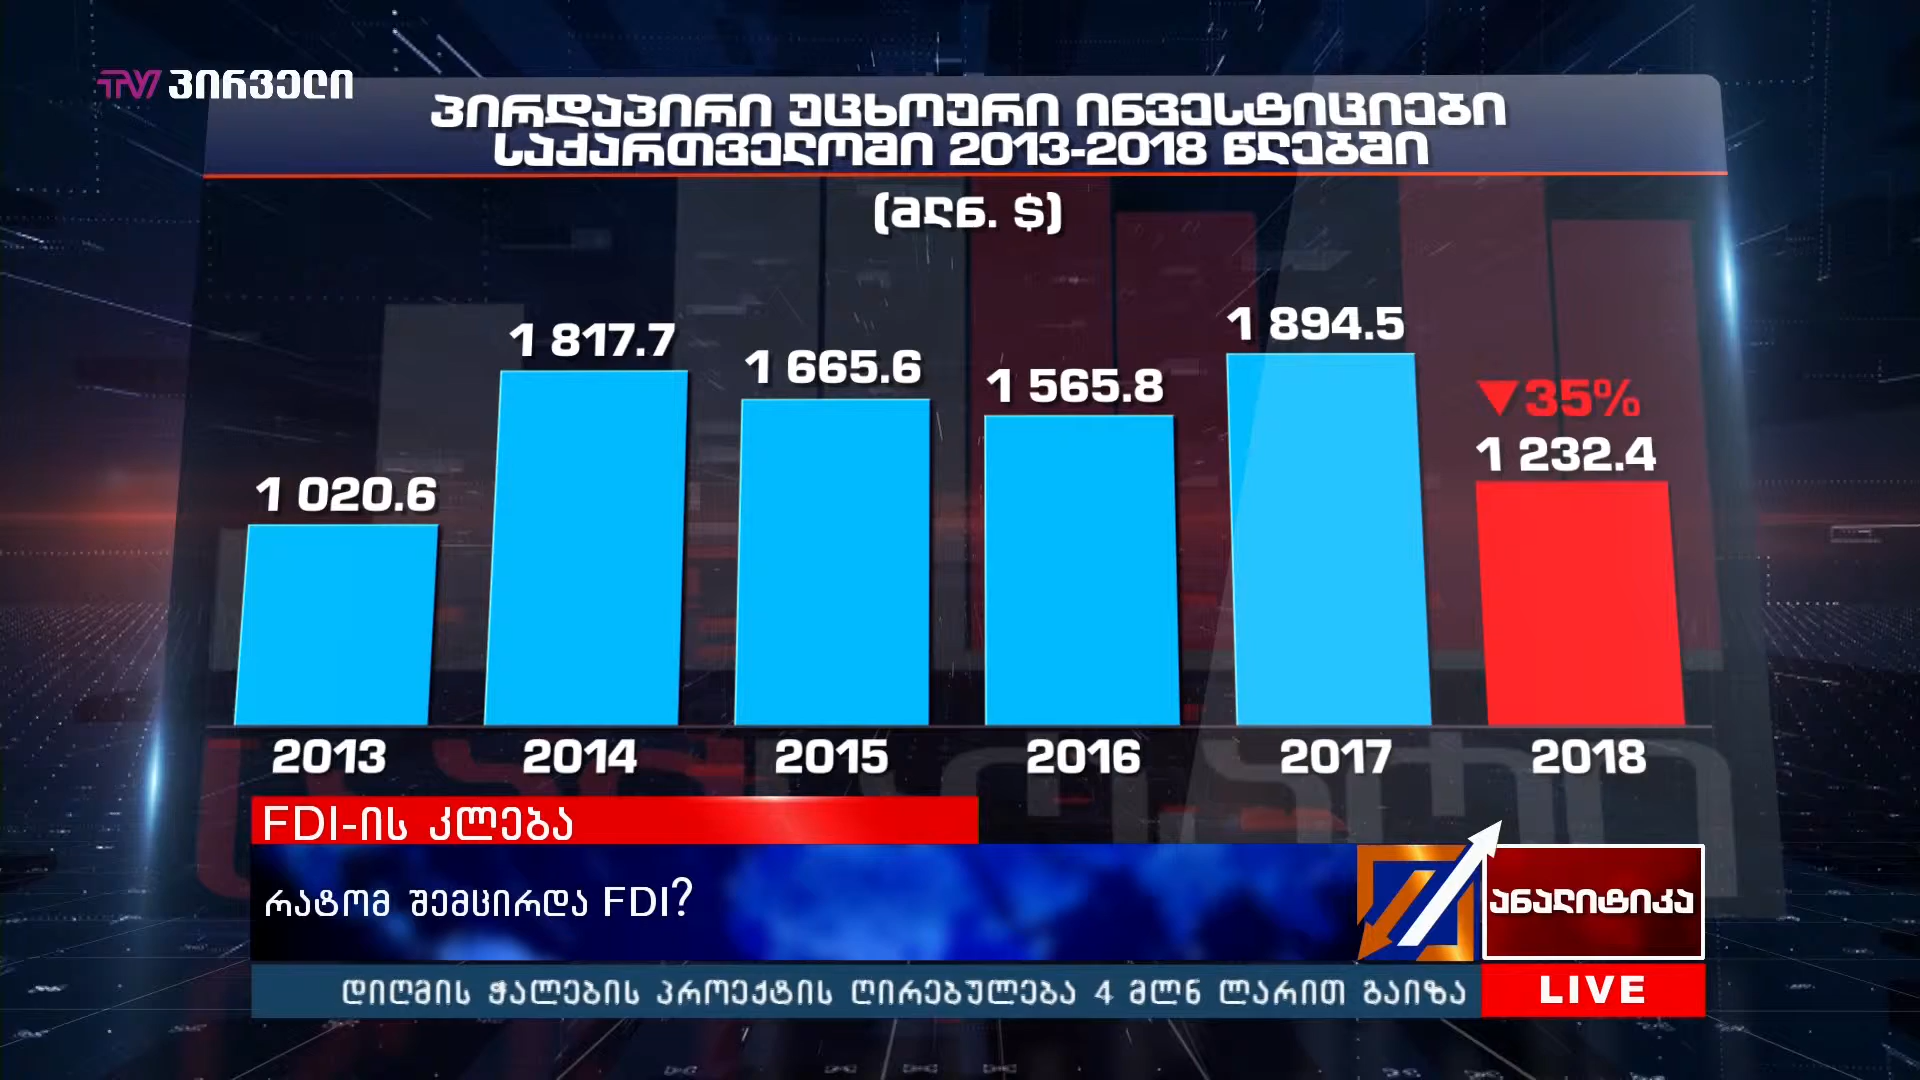 TV პირველი
პირდაპირი უცხოური ინვესტიციები
საქართველოში 2013-2018 წლებში
(მლნ. $)
1 020.6
1 817.7
1 665.6
1 565.8
1 894.5
▼35%
1 232.4
2013
2014
2015
2016
2017
2018
FDI-ის კლება
რატომ შემცირდა FDI?
ანალიტიკა
დიღმის ჭალების პროექტის ღირებულება 4 მლნ ლარით გაიზა
LIVE